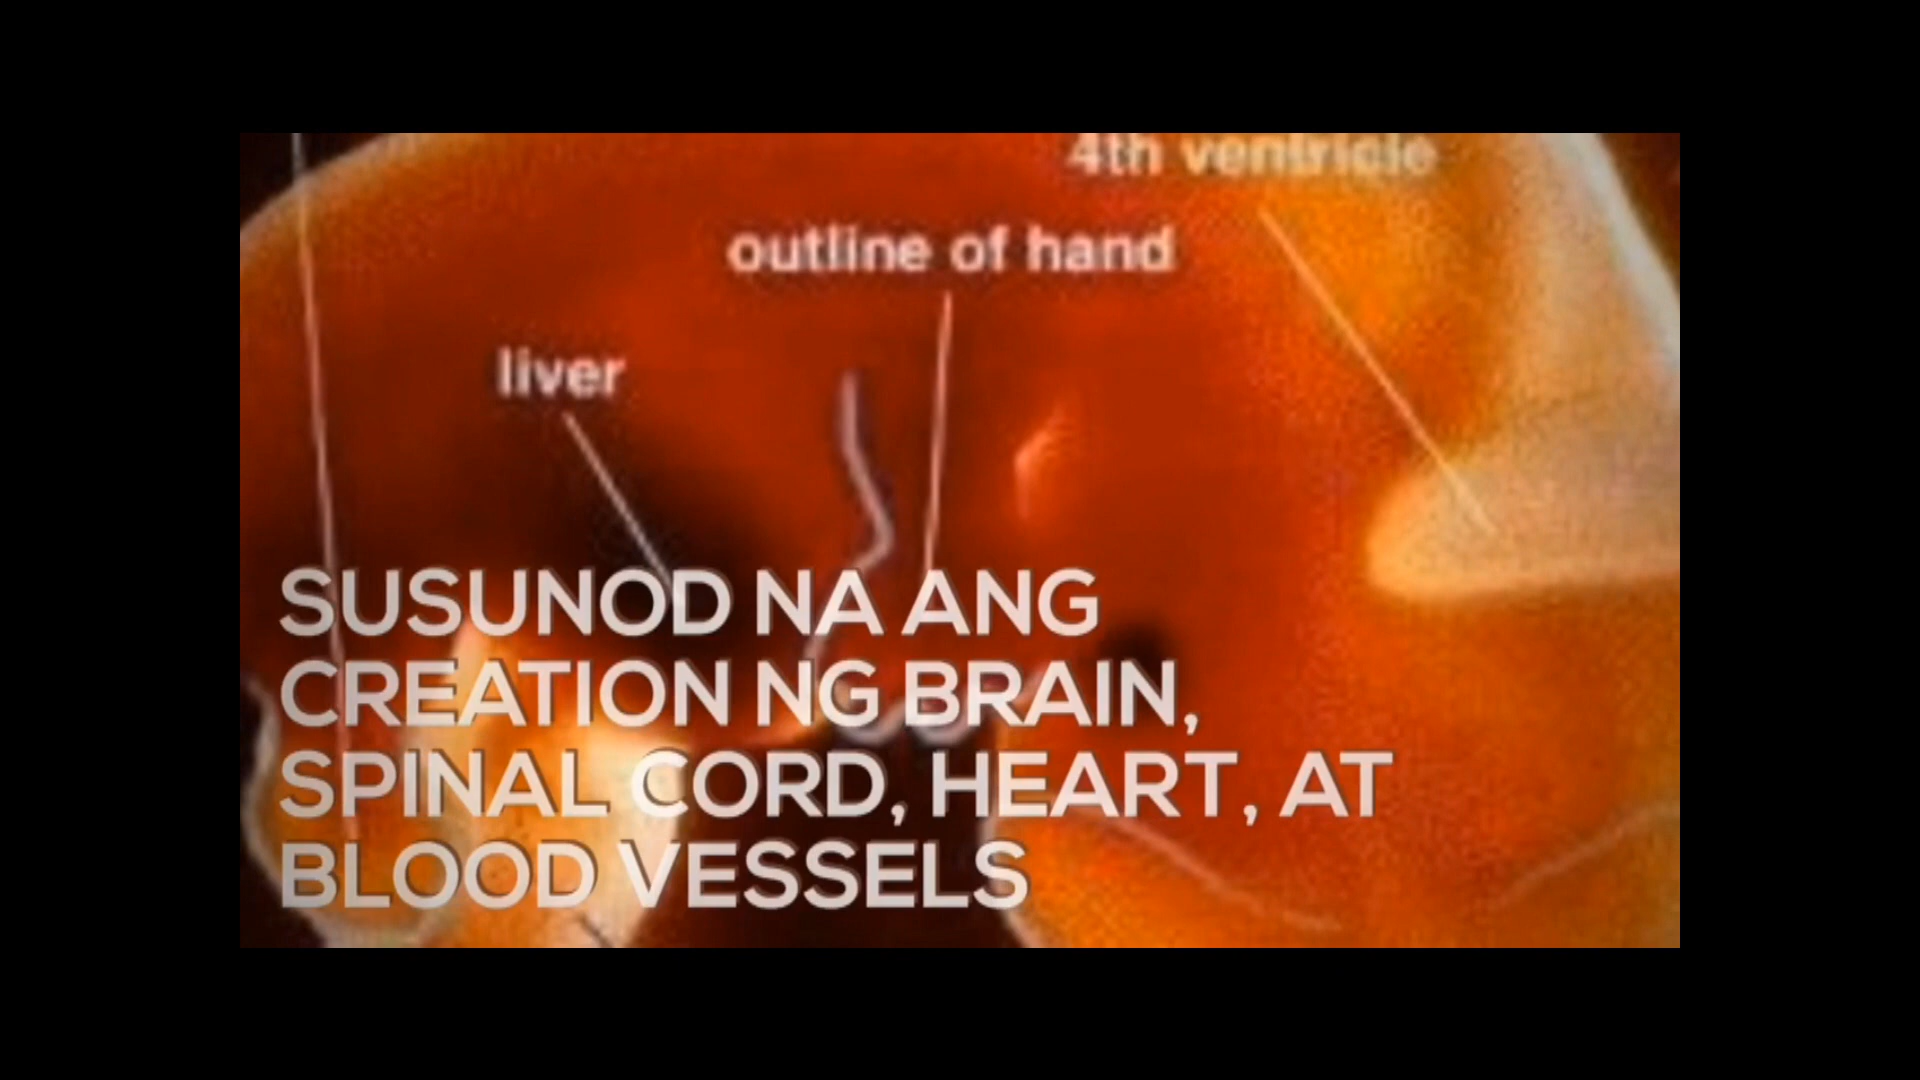 4th ventricle
outline of hand
liver
SUSUNOD NA ANG
CREATION NG BRAIN,
SPINAL CORD, HEART, AT
BLOOD VESSELS